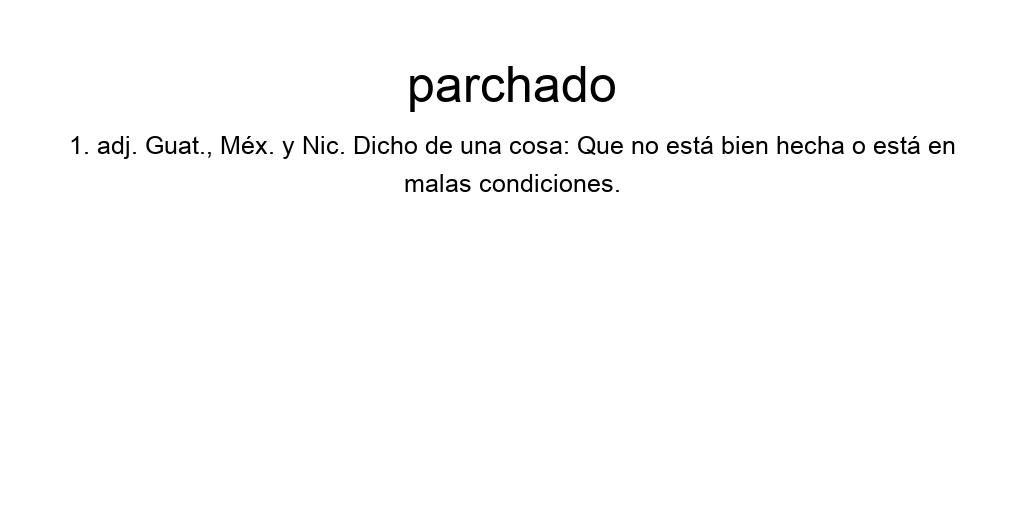 parchado
1. adj. Guat., Méx. y Nic. Dicho de una cosa: Que no está bien hecha o está en
malas condiciones.